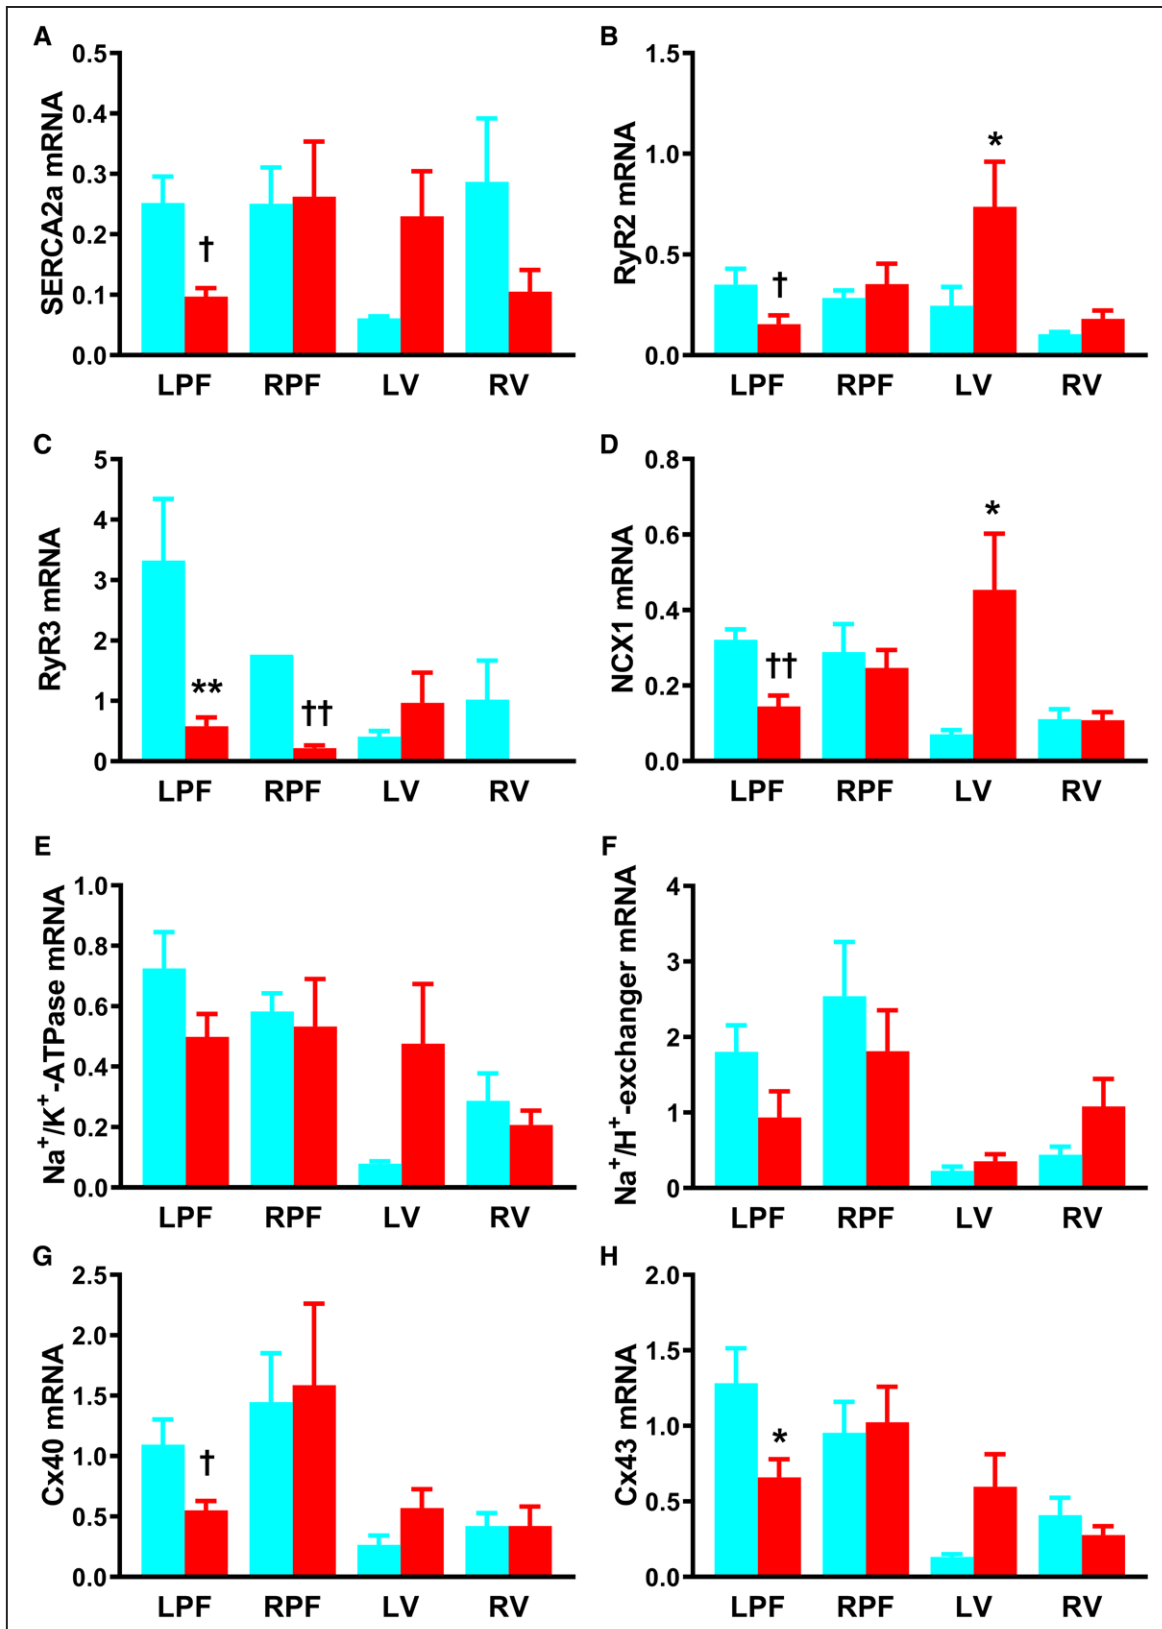 A
SERCA2a mRNA
0.5
0.4
0.3
0.2
0.1
0.0
†
LPF RPF LV RV
B
RyR2 mRNA
1.5
1.0
0.5
0.0
†
*
LPF RPF LV RV
C
RyR3 mRNA
5
4
3
2
1
0
**
††
LPF RPF LV RV
D
NCX1 mRNA
0.8
0.6
0.4
0.2
0.0
††
*
LPF RPF LV RV
E
Na⁺/K⁺-ATPase mRNA
1.0
0.8
0.6
0.4
0.2
0.0
LPF RPF LV RV
F
Na⁺/H⁺-exchanger mRNA
4
3
2
1
0
LPF RPF LV RV
G
Cx40 mRNA
2.5
2.0
1.5
1.0
0.5
0.0
†
LPF RPF LV RV
H
Cx43 mRNA
2.0
1.5
1.0
0.5
0.0
*
LPF RPF LV RV